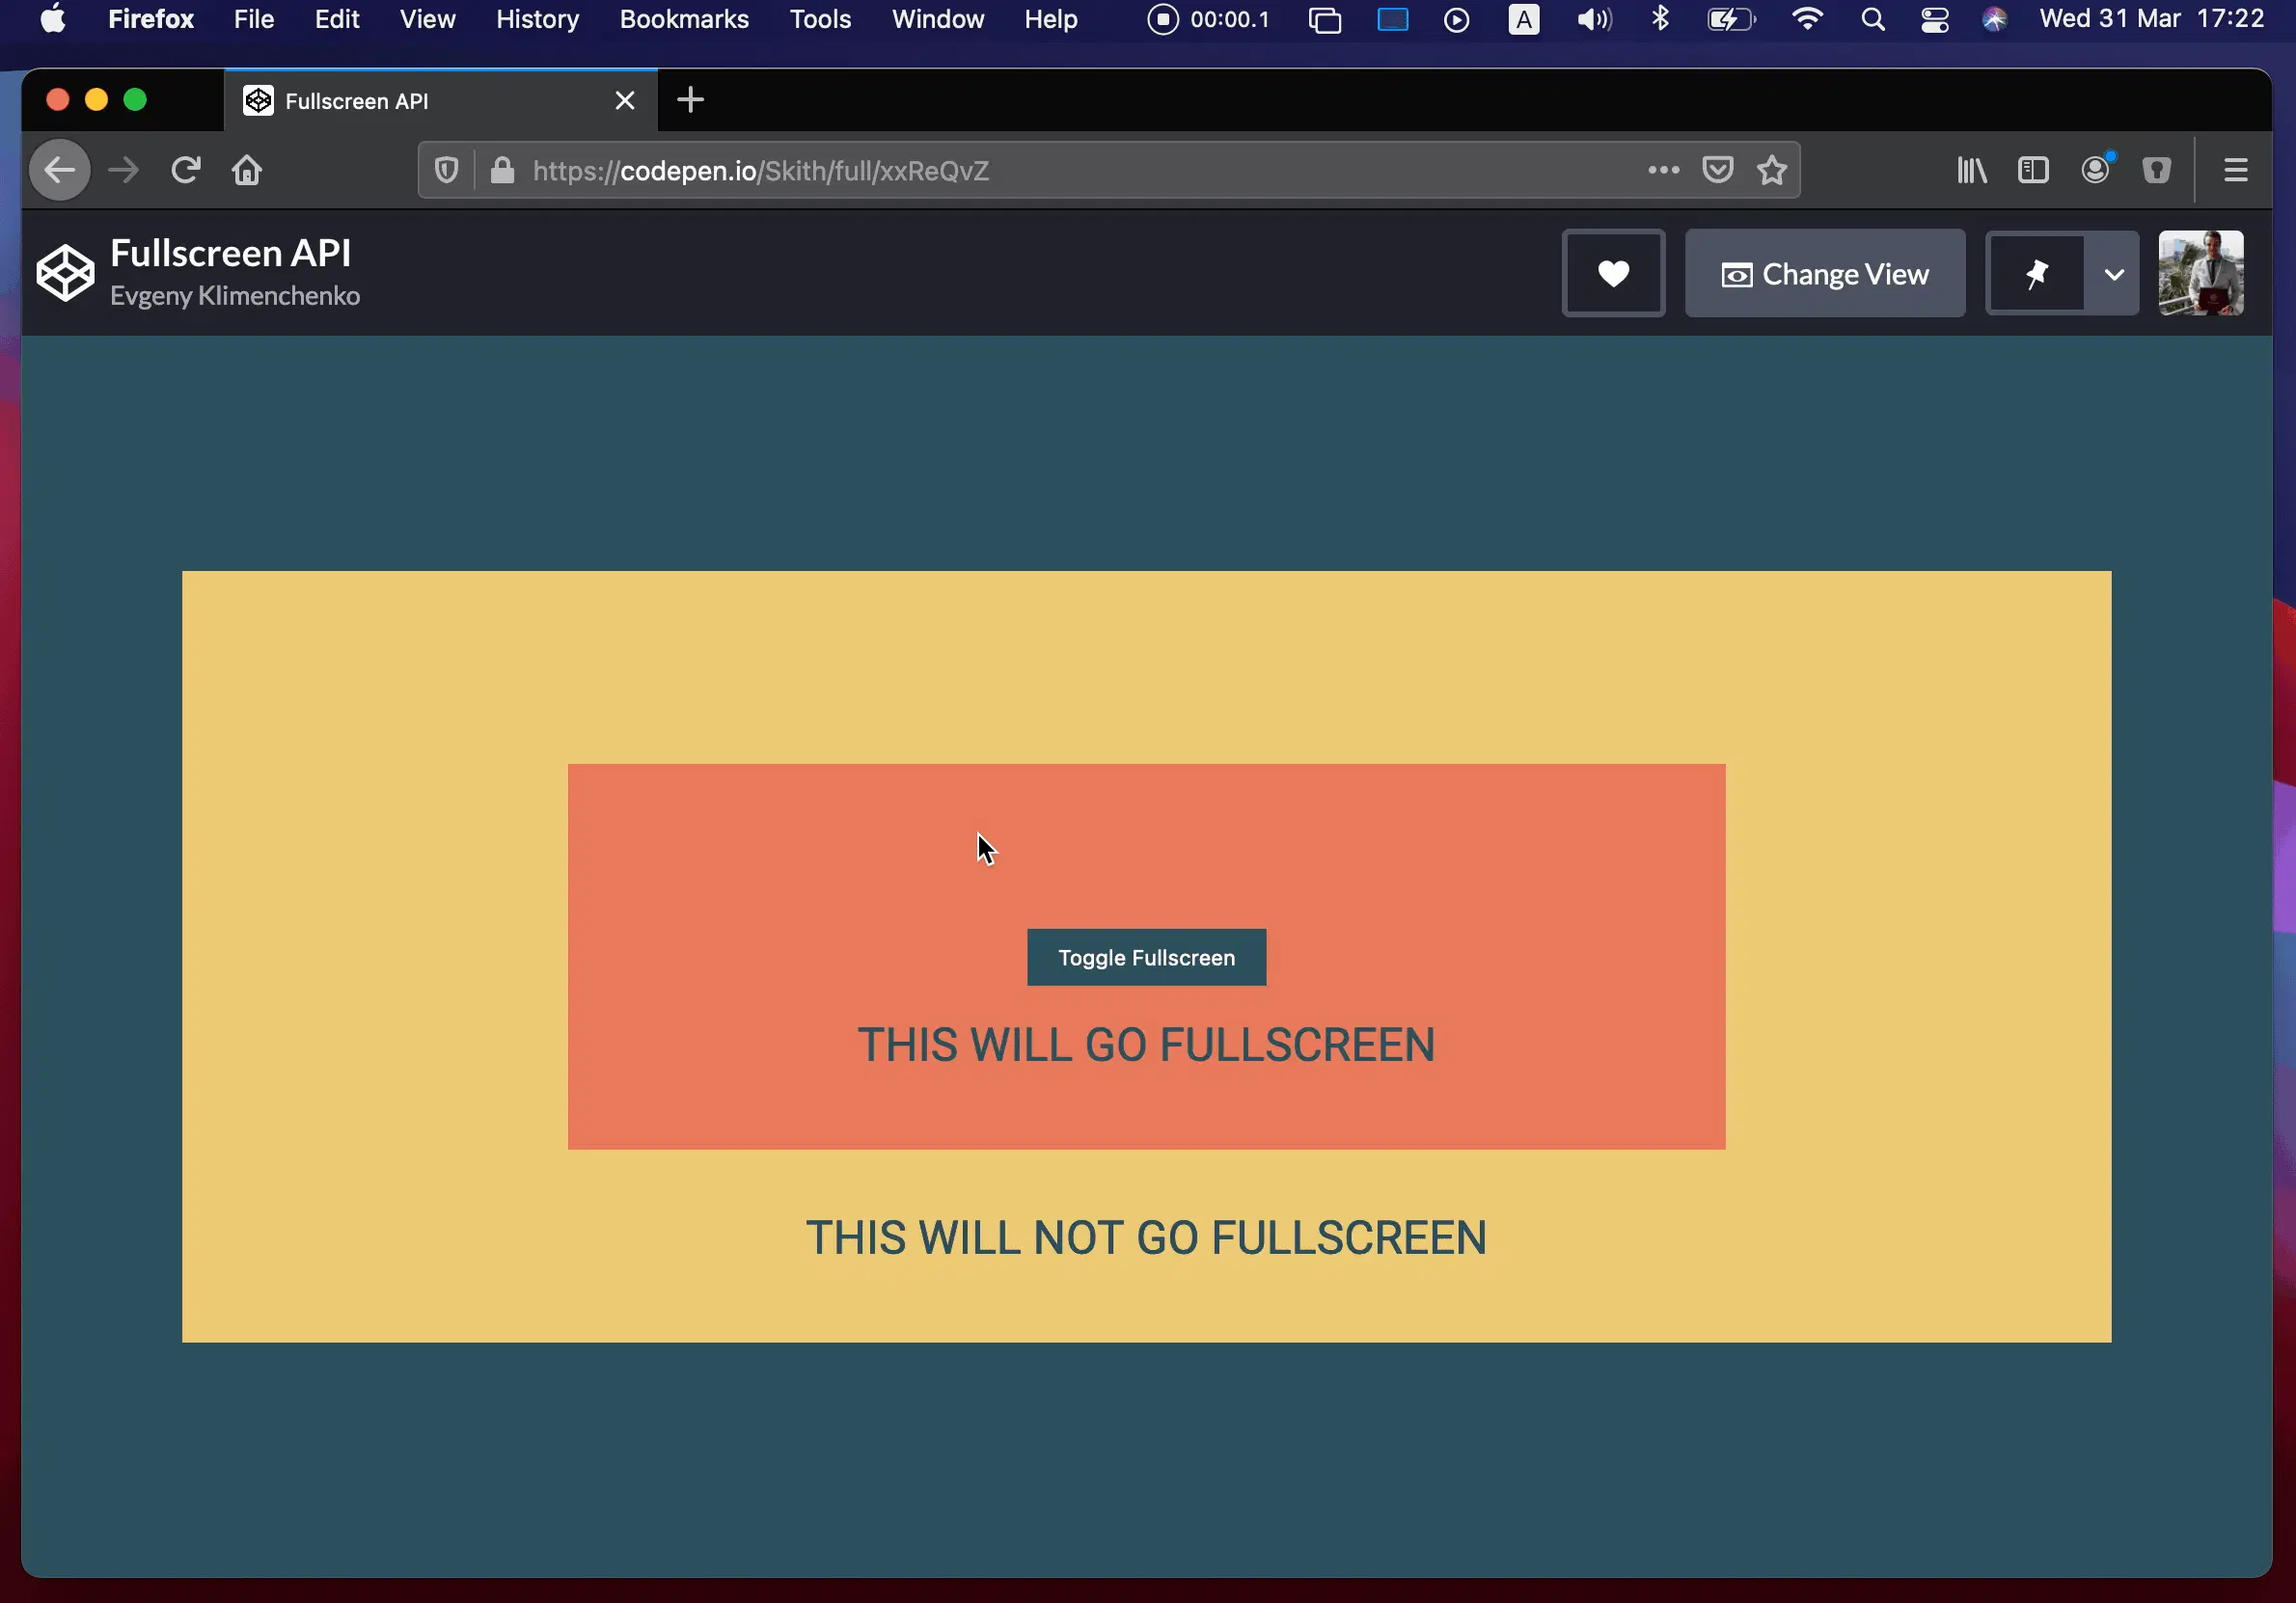 Firefox File Edit View History Bookmarks Tools Window Help 00:00.1 A Wed 31 Mar 17:22
Fullscreen API
https://codepen.io/Skith/full/xxReQvZ
Fullscreen API
Evgeny Klimenchenko
Change View
Toggle Fullscreen
THIS WILL GO FULLSCREEN
THIS WILL NOT GO FULLSCREEN